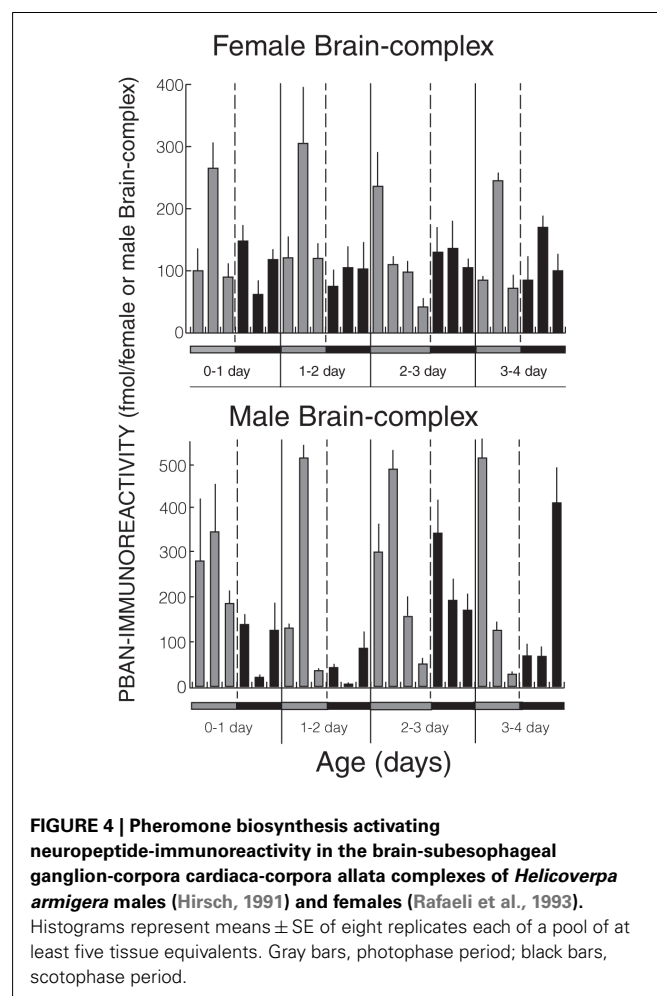 Female Brain-complex
PBAN-IMMUNOREACTIVITY (fmol/female or male Brain-complex)
400
300
200
100
0
0-1 day 1-2 day 2-3 day 3-4 day
Male Brain-complex
500
400
300
200
100
0
0-1 day 1-2 day 2-3 day 3-4 day
Age (days)
FIGURE 4 | Pheromone biosynthesis activating
neuropeptide-immunoreactivity in the brain-subesophageal
ganglion-corpora cardiaca-corpora allata complexes of Helicoverpa
armigera males (Hirsch, 1991) and females (Rafaeli et al., 1993).
Histograms represent means ± SE of eight replicates each of a pool of at
least five tissue equivalents. Gray bars, photophase period; black bars,
scotophase period.